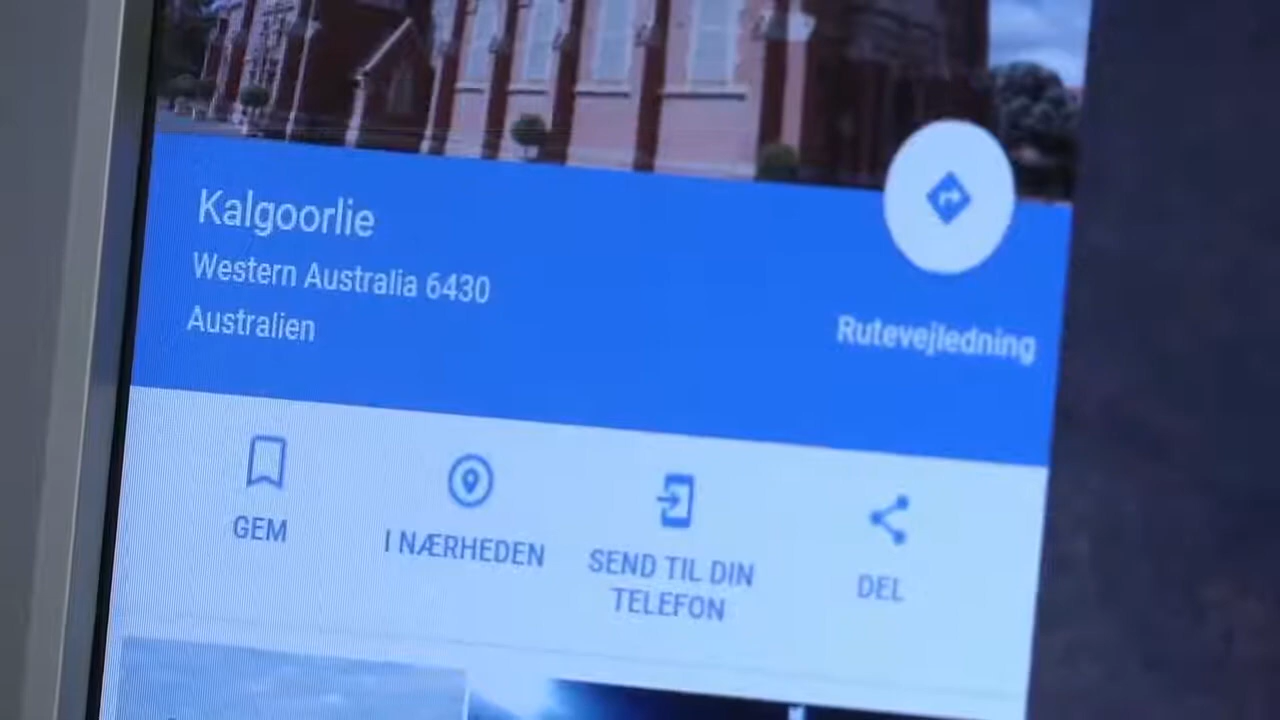 Kalgoorlie
Western Australia 6430
Australien
Rutevejledning
GEM
I NÆRHEDEN
SEND TIL DIN
TELEFON
DEL